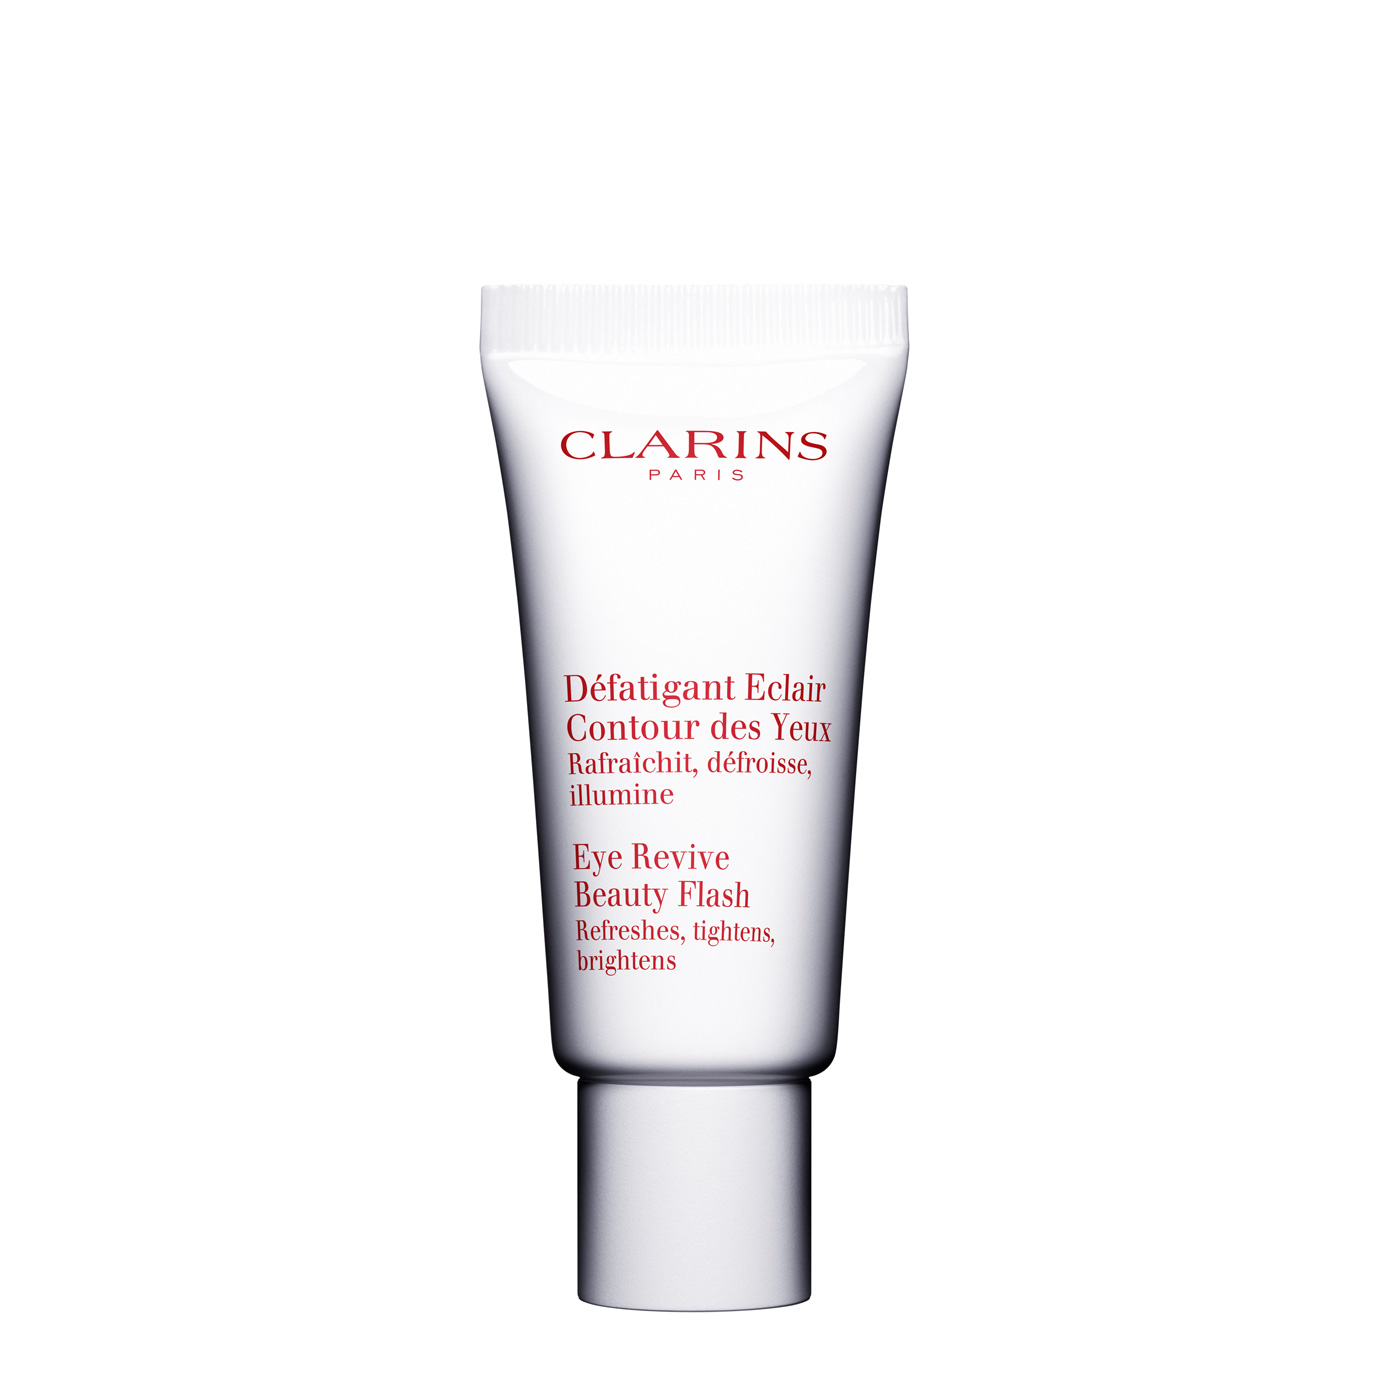 CLARINS
PARIS
Défatigant Eclair
Contour des Yeux
Rafraîchit, défroisse,
illumine
Eye Revive
Beauty Flash
Refreshes, tightens,
brightens